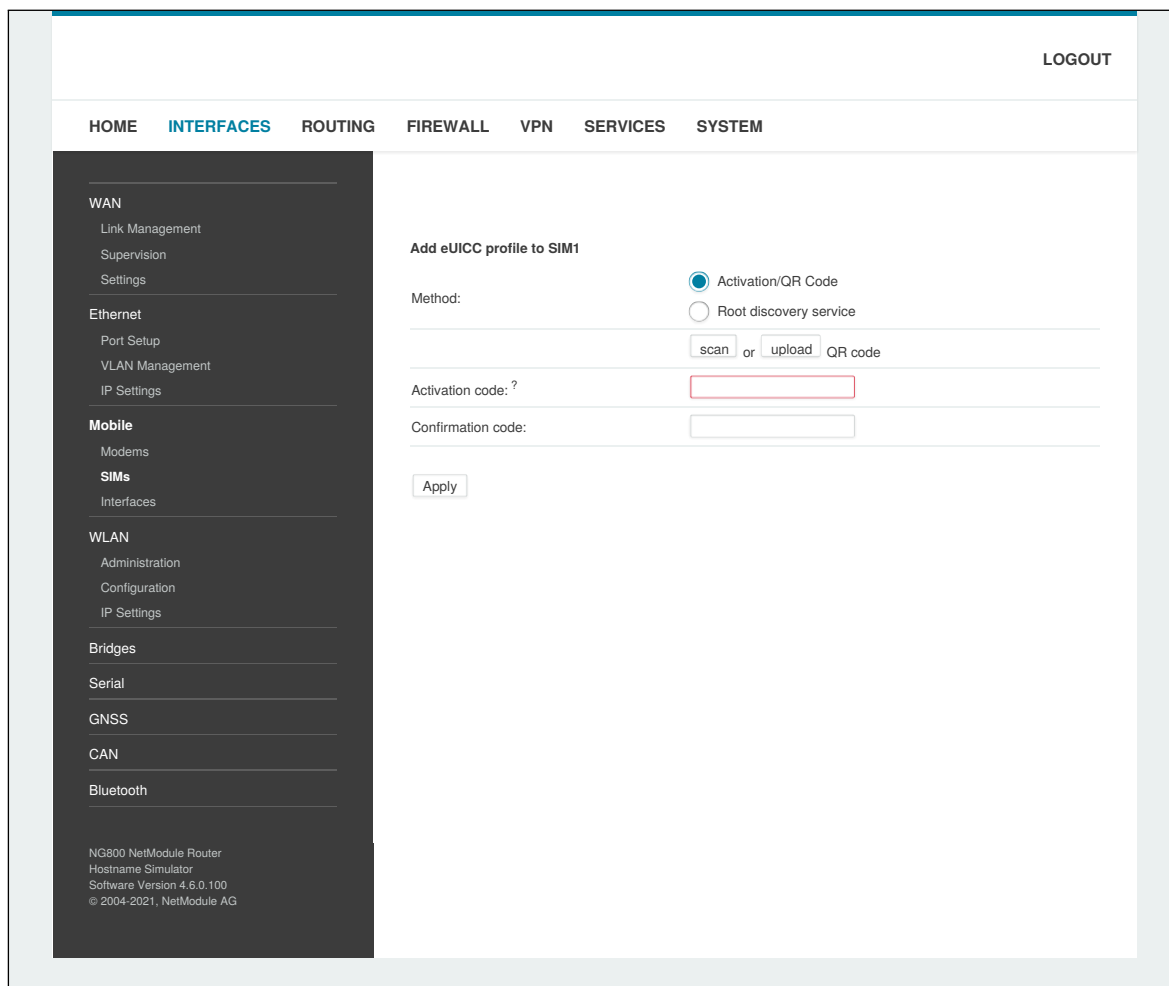 LOGOUT
HOME INTERFACES ROUTING FIREWALL VPN SERVICES SYSTEM
WAN
Link Management
Supervision
Settings
Ethernet
Port Setup
VLAN Management
IP Settings
Mobile
Modems
SIMs
Interfaces
WLAN
Administration
Configuration
IP Settings
Bridges
Serial
GNSS
CAN
Bluetooth
NG800 NetModule Router
Hostname Simulator
Software Version 4.6.0.100
© 2004-2021, NetModule AG
Add eUICC profile to SIM1
Method:
Activation/QR Code
Root discovery service
scan or upload QR code
Activation code: ?
Confirmation code:
Apply